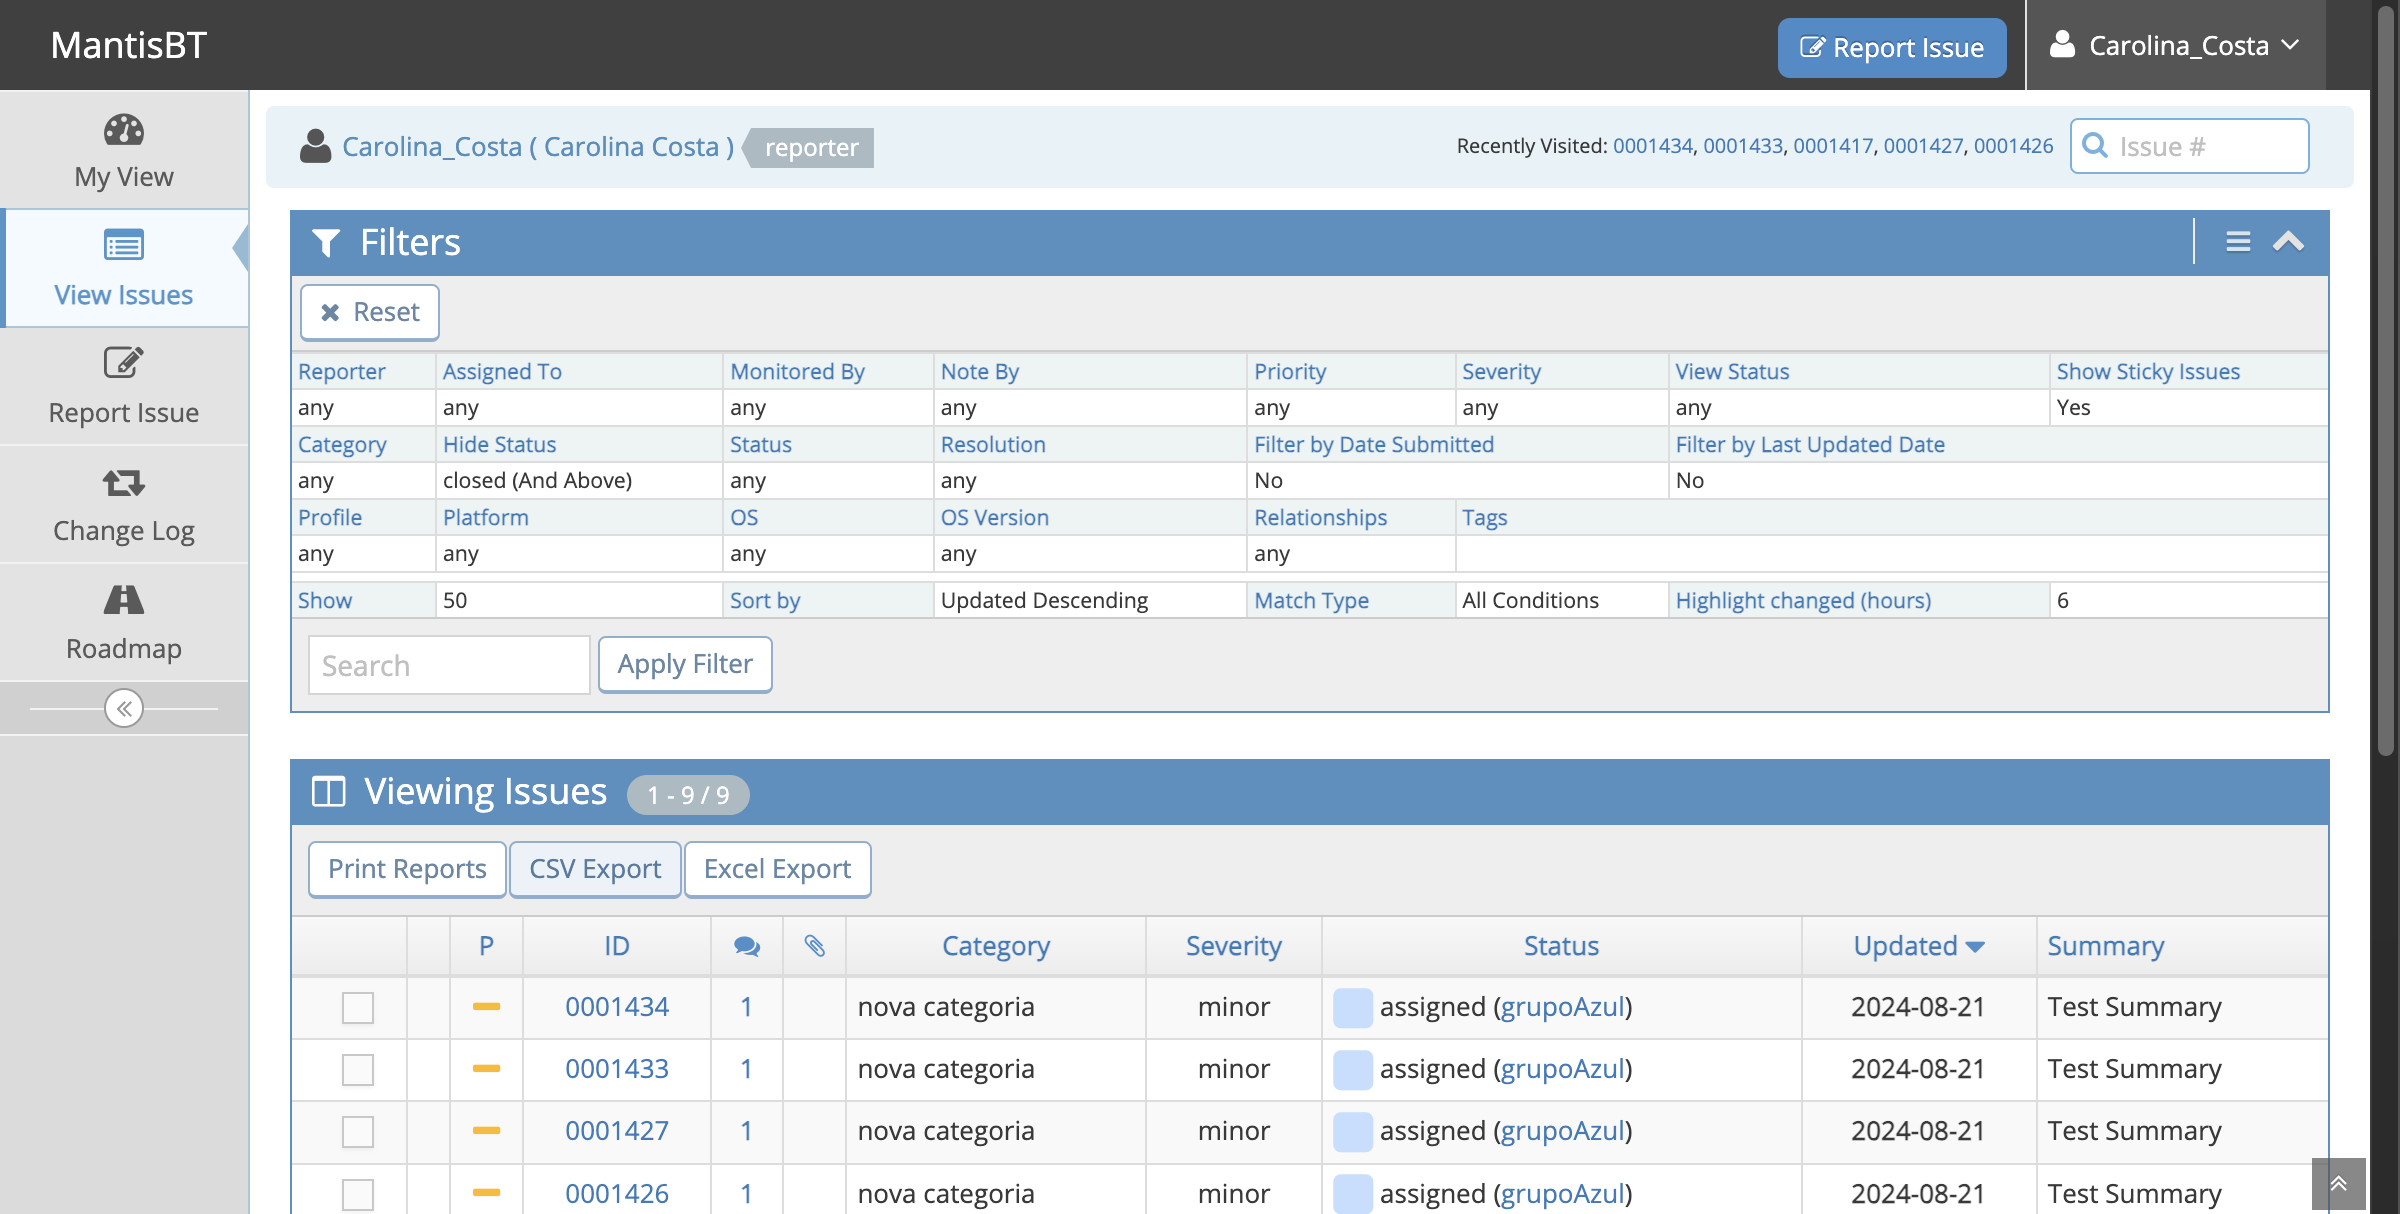 MantisBT
Report Issue
Carolina_Costa
My View
View Issues
Report Issue
Change Log
Roadmap
Carolina_Costa ( Carolina Costa ) reporter
Recently Visited: 0001434, 0001433, 0001417, 0001427, 0001426
Issue #
Filters
Reset
Reporter Assigned To Monitored By Note By Priority Severity View Status Show Sticky Issues
any any any any any any any Yes
Category Hide Status Status Resolution Filter by Date Submitted Filter by Last Updated Date
any closed (And Above) any any No No
Profile Platform OS OS Version Relationships Tags
any any any any any
Show 50 Sort by Updated Descending Match Type All Conditions Highlight changed (hours) 6
Search
Apply Filter
Viewing Issues 1 - 9 / 9
Print Reports CSV Export Excel Export
P ID Category Severity Status Updated Summary
0001434 1 nova categoria minor assigned (grupoAzul) 2024-08-21 Test Summary
0001433 1 nova categoria minor assigned (grupoAzul) 2024-08-21 Test Summary
0001427 1 nova categoria minor assigned (grupoAzul) 2024-08-21 Test Summary
0001426 1 nova categoria minor assigned (grupoAzul) 2024-08-21 Test Summary